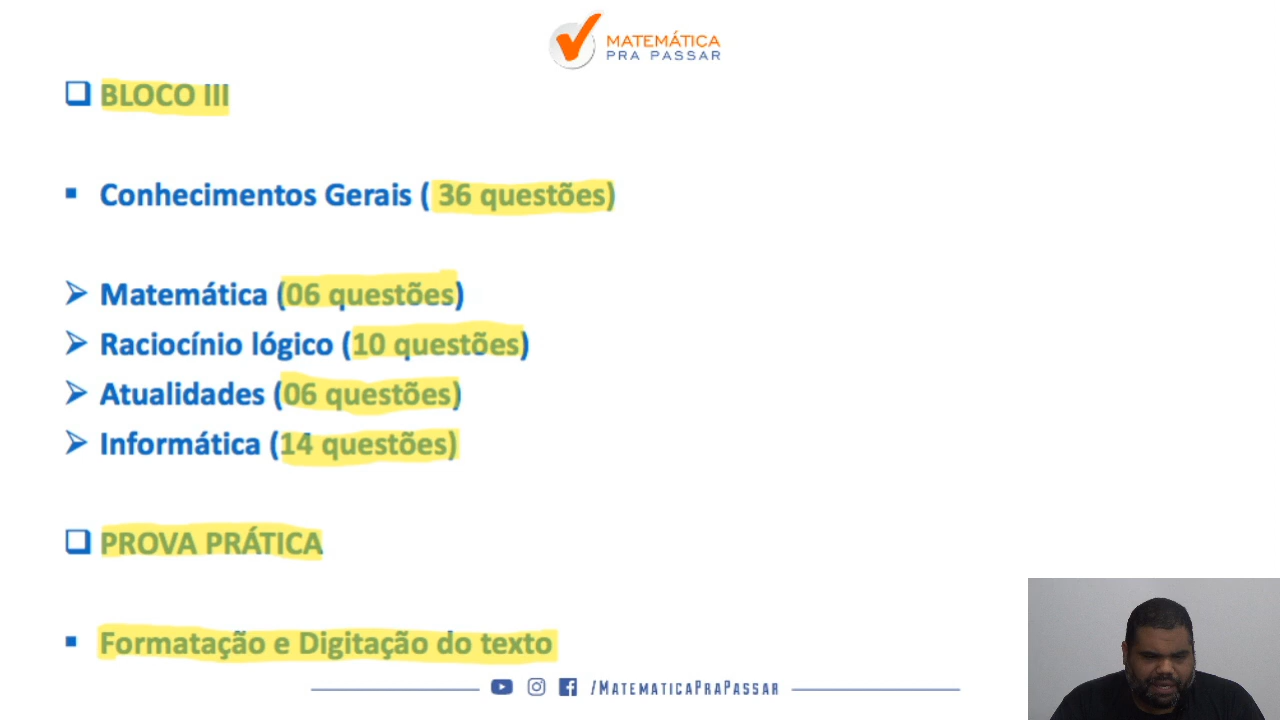 MATEMÁTICA
PRA PASSAR
BLOCO III
Conhecimentos Gerais ( 36 questões)
Matemática (06 questões)
Raciocínio lógico (10 questões)
Atualidades (06 questões)
Informática (14 questões)
PROVA PRÁTICA
Formatação e Digitação do texto
/MATEMATICAPRAPASSAR